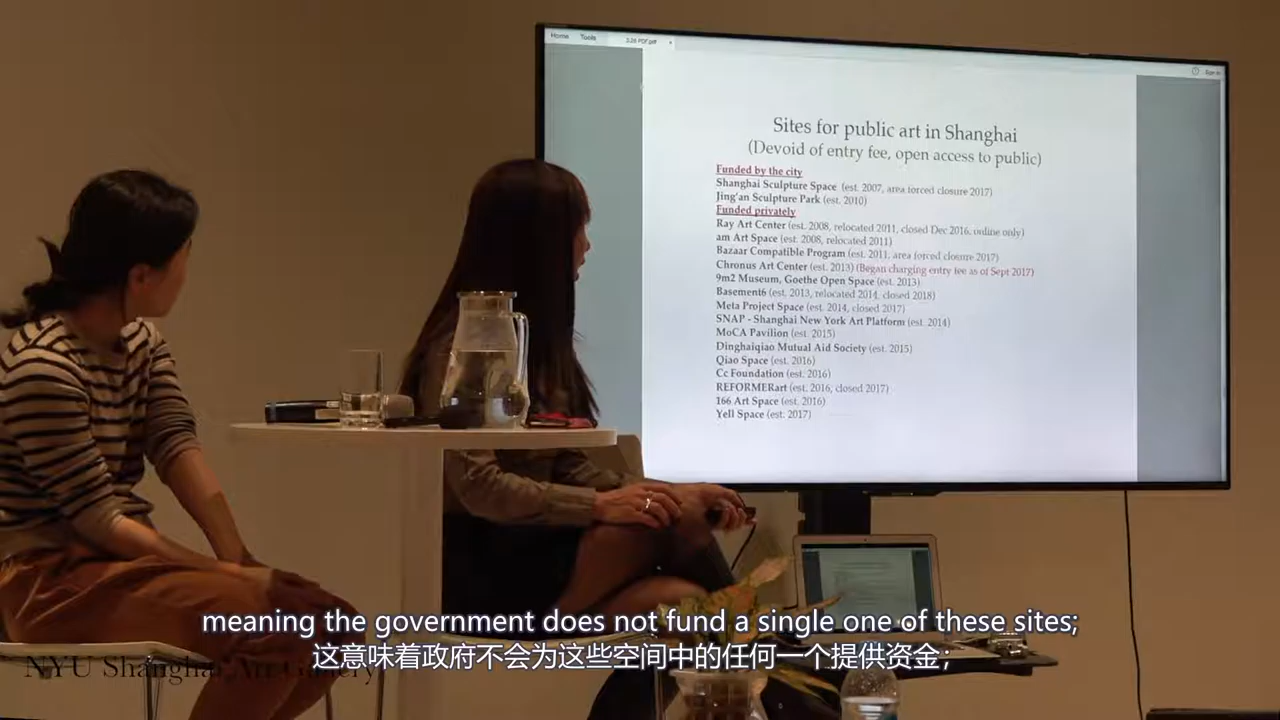 Home Tools 3.26 PDF.pdf
Sign In
Sites for public art in Shanghai
(Devoid of entry fee, open access to public)
Funded by the city
Shanghai Sculpture Space (est. 2007, area forced closure 2017)
Jing'an Sculpture Park (est. 2010)
Funded privately
Ray Art Center (est. 2008, relocated 2011, closed Dec 2016, online only)
am Art Space (est. 2008, relocated 2011)
Bazaar Compatible Program (est. 2011, area forced closure 2017)
Chronus Art Center (est. 2013) (Began charging entry fee as of Sept 2017)
9m2 Museum, Goethe Open Space (est. 2013)
Basement6 (est. 2013, relocated 2014, closed 2018)
Meta Project Space (est. 2014, closed 2017)
SNAP - Shanghai New York Art Platform (est. 2014)
MoCA Pavilion (est. 2015)
Dinghaiqiao Mutual Aid Society (est. 2015)
Qiao Space (est. 2016)
Cc Foundation (est. 2016)
REFORMERart (est. 2016, closed 2017)
166 Art Space (est. 2016)
Yell Space (est. 2017)
meaning the government does not fund a single one of these sites;
这意味着政府不会为这些空间中的任何一个提供资金；
NYU Shanghai Art Gallery